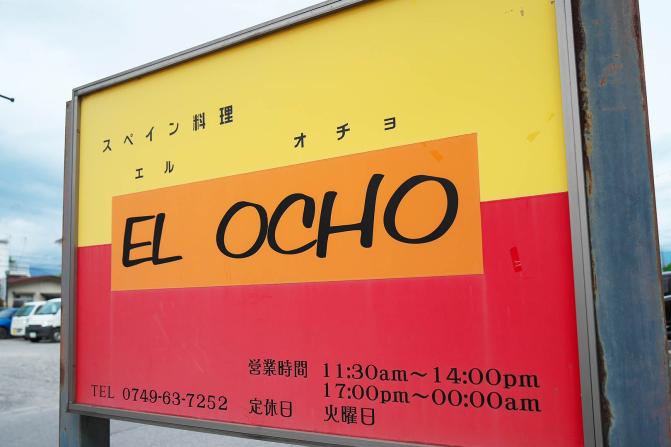 スペイン料理
エル オチョ
EL OCHO
営業時間 11:30am〜14:00pm
17:00pm〜00:00am
TEL 0749-63-7252 定休日 火曜日